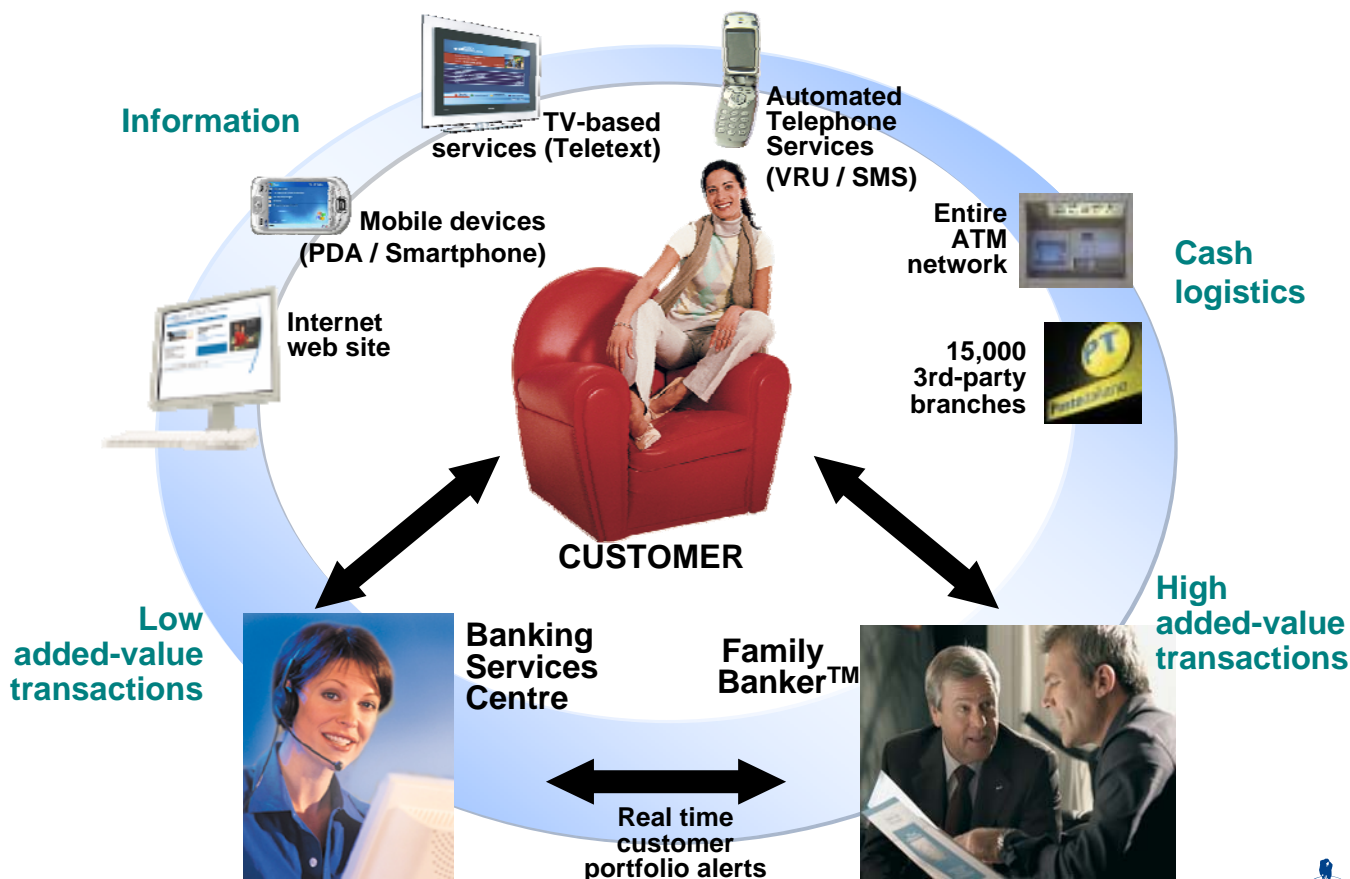 Information
TV-based
services (Teletext)
Automated
Telephone
Services
(VRU / SMS)
Mobile devices
(PDA / Smartphone)
Entire
ATM
network
Cash
logistics
Internet
web site
15,000
3rd-party
branches
PT
CUSTOMER
Low
added-value
transactions
Banking
Services
Centre
Family
Banker™
High
added-value
transactions
Real time
customer
portfolio alerts